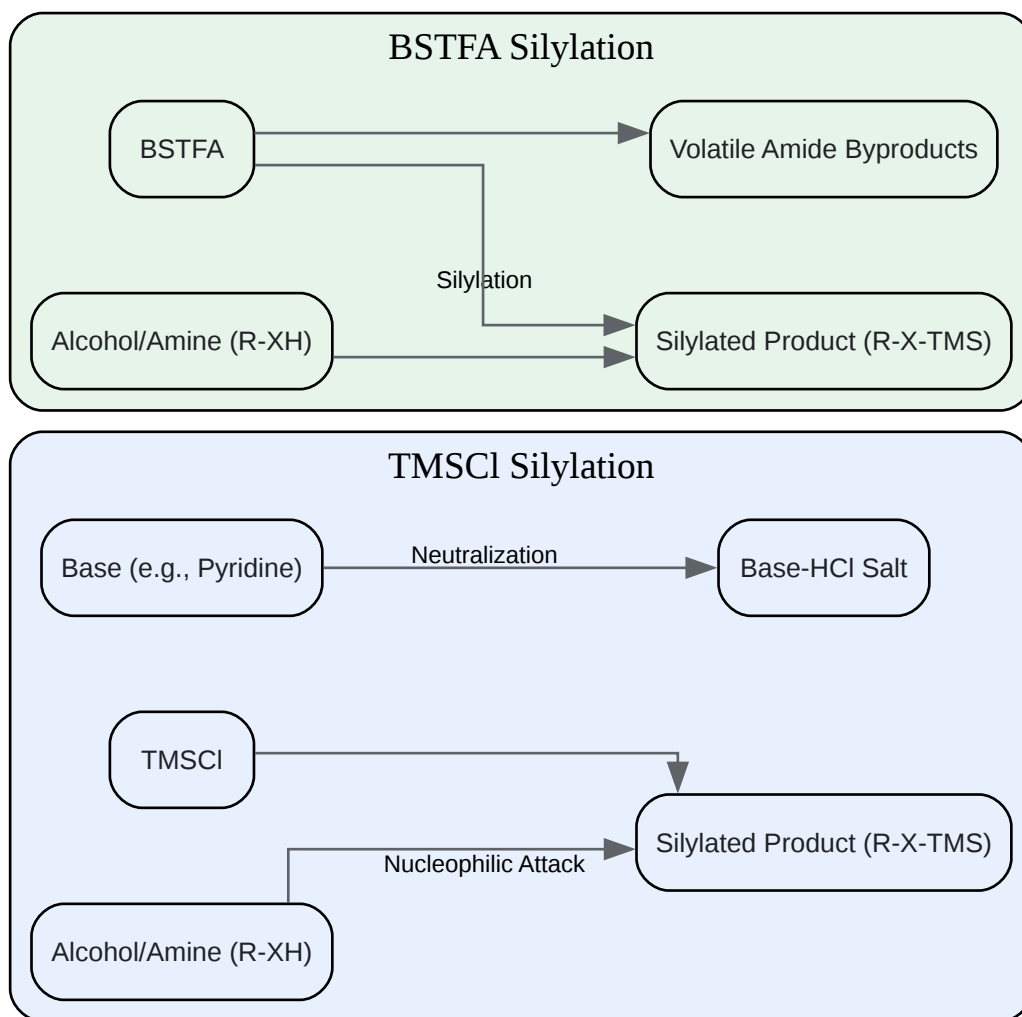 BSTFA Silylation
BSTFA
Volatile Amide Byproducts
Silylation
Alcohol/Amine (R-XH)
Silylated Product (R-X-TMS)
TMSCl Silylation
Base (e.g., Pyridine)
Neutralization
Base-HCl Salt
TMSCl
Silylated Product (R-X-TMS)
Nucleophilic Attack
Alcohol/Amine (R-XH)